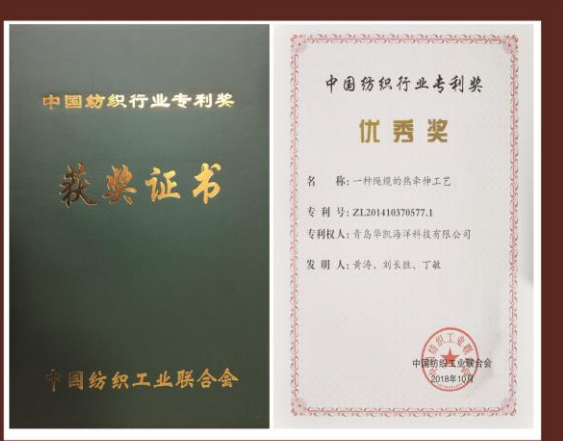 中国纺织行业专利奖
获奖证书
中国纺织工业联合会
中国纺织行业专利奖
优秀奖
名 称: 一种绳缆的热牵伸工艺
专 利 号: ZL201410370577.1
专利权人: 青岛华凯海洋科技有限公司
发 明 人: 黄涛、刘长胜、丁敏
中国纺织工业联合会
2018年10月